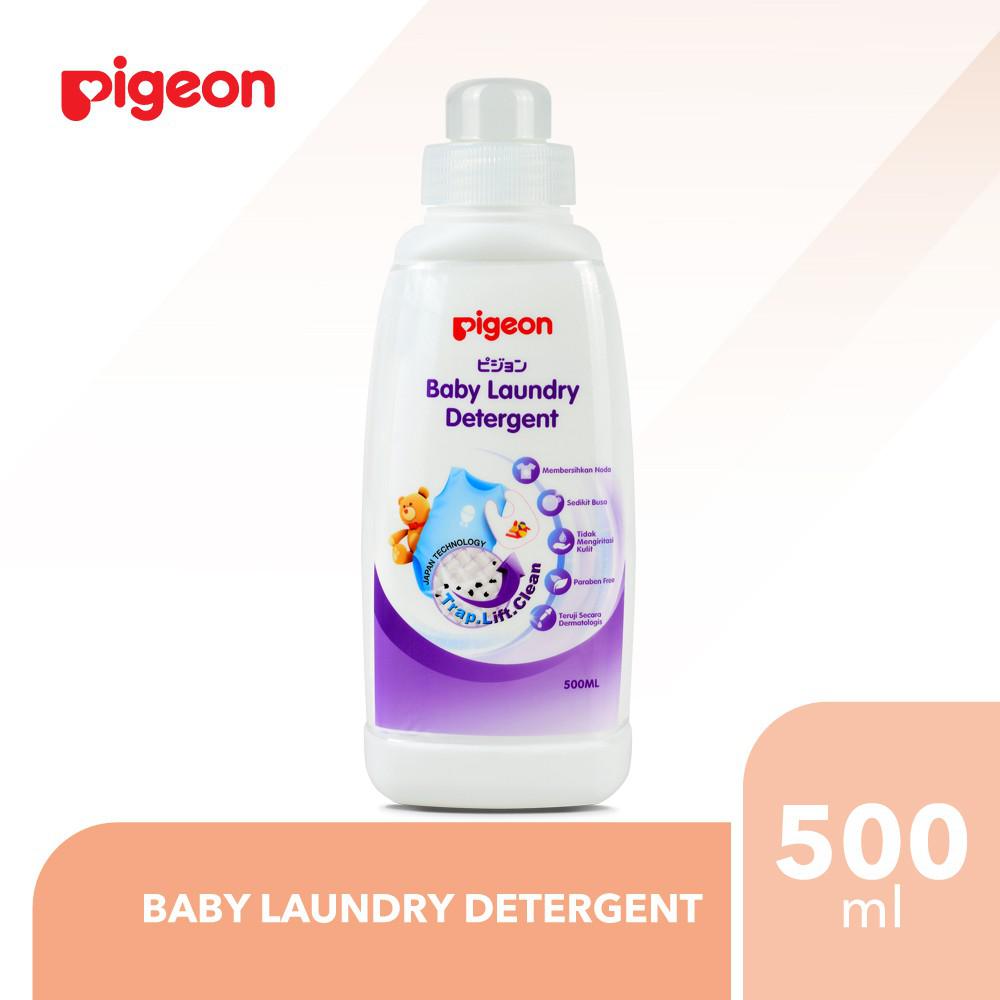 pigeon
pigeon
ピジョン
Baby Laundry
Detergent
Membersihkan Noda
Sedikit Busa
Tidak
Mengiritasi
Kulit
Paraben Free
Teruji Secara
Dermatologis
JAPAN TECHNOLOGY
Trap.Lift.Clean
500ML
BABY LAUNDRY DETERGENT
500
ml